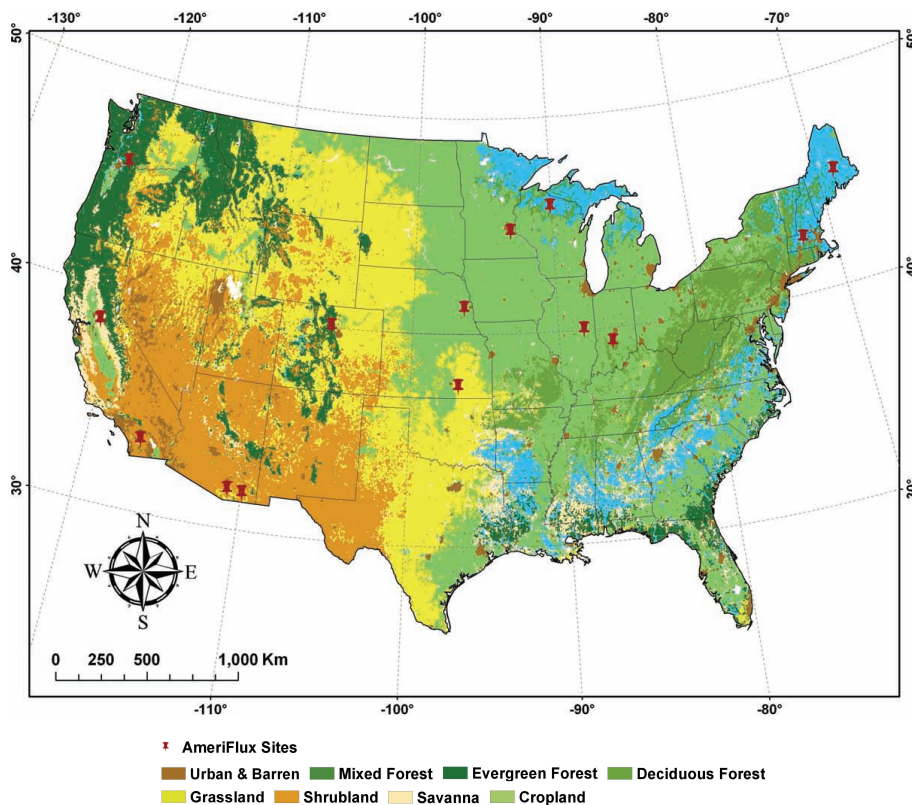 -130° -120° -110° -100° -90° -80° -70°
50° 50°
40° 40°
30°
N
W E
S
0 250 500 1,000 Km
-110° -100° -90° -80°
AmeriFlux Sites
Urban & Barren Mixed Forest Evergreen Forest Deciduous Forest
Grassland Shrubland Savanna Cropland